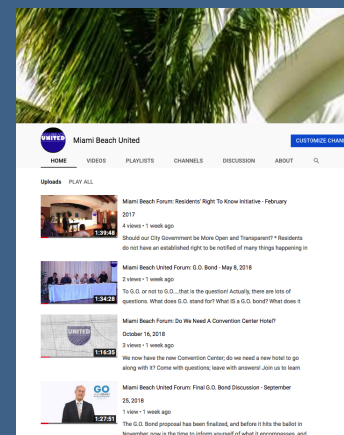 UNITED
Miami Beach United
CUSTOMIZE CHANN
HOME VIDEOS PLAYLISTS CHANNELS DISCUSSION ABOUT
Uploads PLAY ALL
Miami Beach Forum: Residents' Right To Know Initiative - February
2017
4 views • 1 week ago
1:39:48
Should our City Government be More Open and Transparent? * Residents
do not have an established right to be notified of many things happening in
Miami Beach United Forum: G.O. Bond - May 8, 2018
2 views • 1 week ago
To G.O. or not to G.O....that is the question! Actually, there are lots of
1:34:28
questions. What does G.O. stand for? What IS a G.O. bond? What does it
Miami Beach Forum: Do We Need A Convention Center Hotel?
UNITED
October 16, 2018
3 views • 1 week ago
1:16:35
We now have the new Convention Center; do we need a new hotel to go
along with it? Come with questions; leave with answers! Join us to learn
Miami Beach United Forum: Final G.O. Bond Discussion - September
GO
25, 2018
1 view • 1 week ago
1:27:51
The G.O. Bond proposal has been finalized, and before it hits the ballot in
November, now is the time to inform yourself of what it encompasses, and